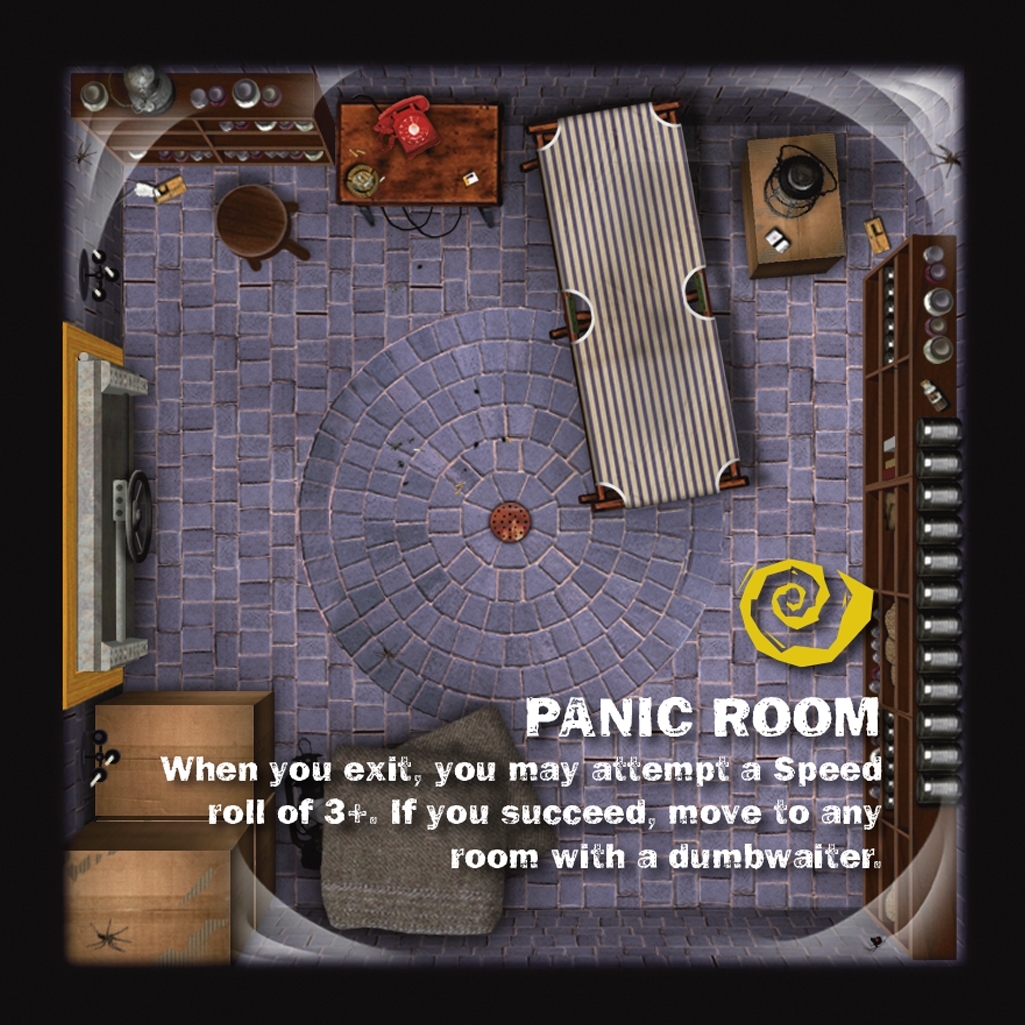 PANIC ROOM
When you exit, you may attempt a Speed
roll of 3+. If you succeed, move to any
room with a dumbwaiter.